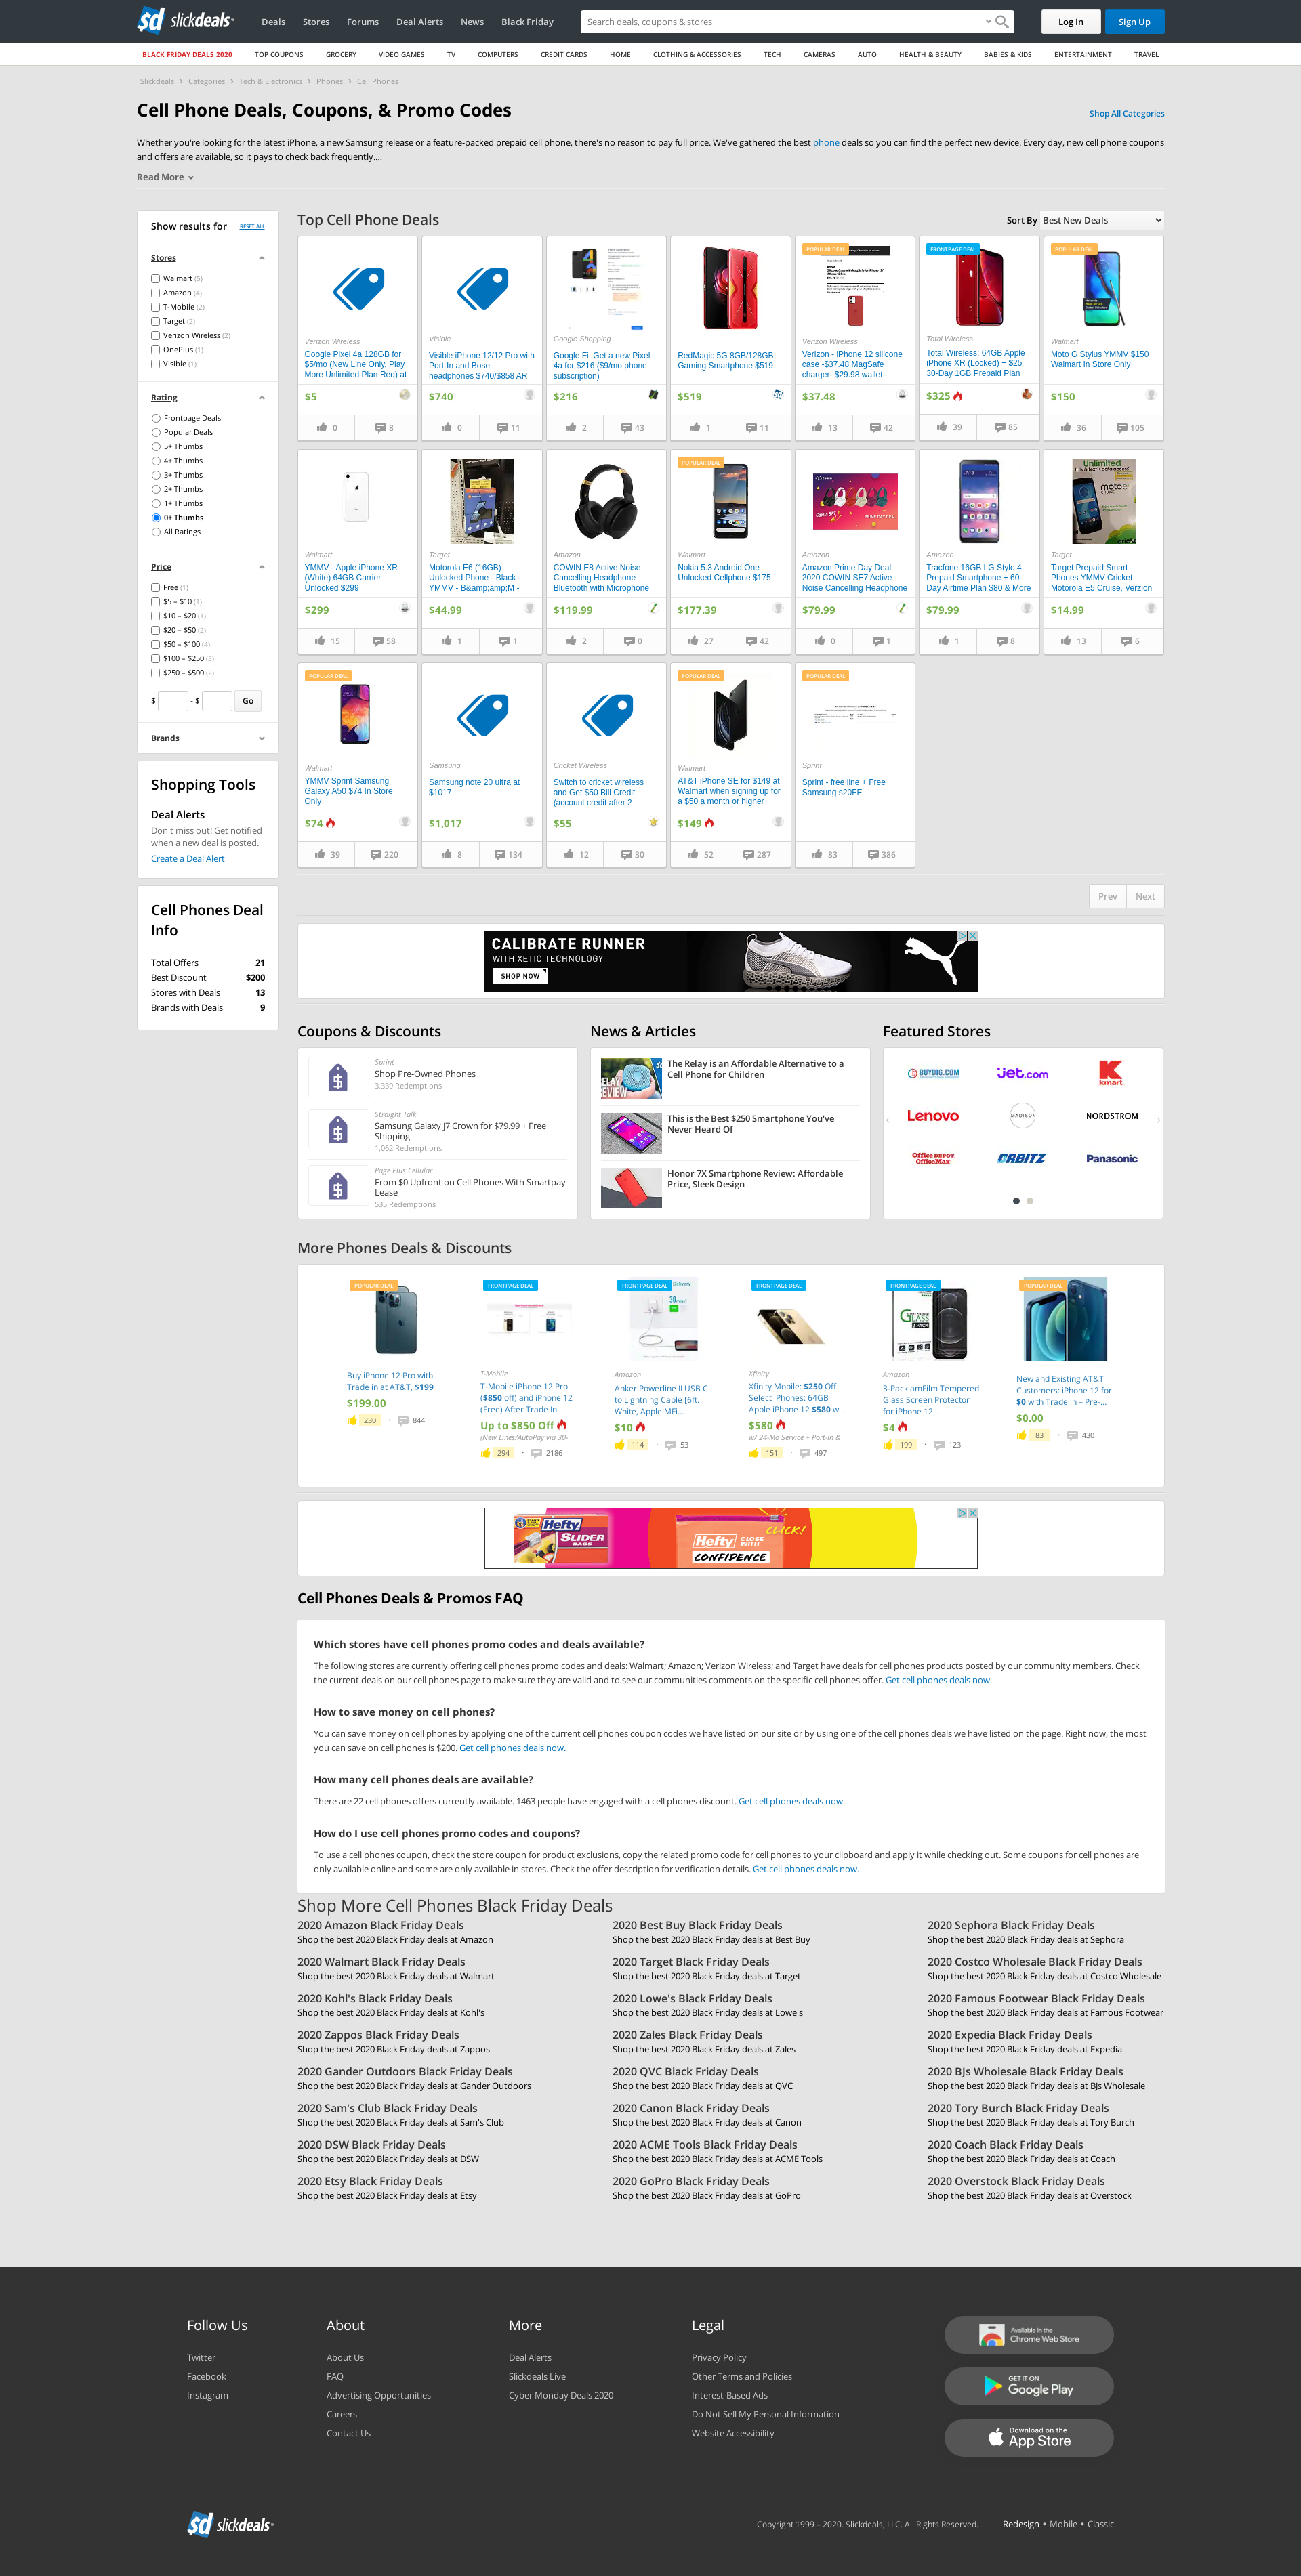 sd slickdeals
Deals Stores Forums Deal Alerts News Black Friday
Search deals, coupons & stores
Log In Sign Up
BLACK FRIDAY DEALS 2020 TOP COUPONS GROCERY VIDEO GAMES TV COMPUTERS CREDIT CARDS HOME CLOTHING & ACCESSORIES TECH CAMERAS AUTO HEALTH & BEAUTY BABIES & KIDS ENTERTAINMENT TRAVEL
Slickdeals > Categories > Tech & Electronics > Phones > Cell Phones
Cell Phone Deals, Coupons, & Promo Codes
Shop All Categories
Whether you're looking for the latest iPhone, a new Samsung release or a feature-packed prepaid cell phone, there's no reason to pay full price. We've gathered the best phone deals so you can find the perfect new device. Every day, new cell phone coupons
and offers are available, so it pays to check back frequently....
Read More
Show results for RESET ALL
Stores
Walmart (5)
Amazon (4)
T-Mobile (2)
Target (2)
Verizon Wireless (2)
OnePlus (1)
Visible (1)
Rating
Frontpage Deals
Popular Deals
5+ Thumbs
4+ Thumbs
3+ Thumbs
2+ Thumbs
1+ Thumbs
0+ Thumbs
All Ratings
Price
Free (1)
$5 – $10 (1)
$10 – $20 (1)
$20 – $50 (2)
$50 – $100 (4)
$100 – $250 (5)
$250 – $500 (2)
$ - $ Go
Brands
Shopping Tools
Deal Alerts
Don't miss out! Get notified
when a new deal is posted.
Create a Deal Alert
Cell Phones Deal
Info
Total Offers 21
Best Discount $200
Stores with Deals 13
Brands with Deals 9
Top Cell Phone Deals
Sort By Best New Deals
Verizon Wireless
Google Pixel 4a 128GB for
$5/mo (New Line Only, Play
More Unlimited Plan Req) at
$5
0 8
Visible
Visible iPhone 12/12 Pro with
Port-In and Bose
headphones $740/$858 AR
$740
0 11
Google Shopping
Google Fi: Get a new Pixel
4a for $216 ($9/mo phone
subscription)
$216
2 43
RedMagic 5G 8GB/128GB
Gaming Smartphone $519
$519
1 11
POPULAR DEAL
Verizon Wireless
Verizon - iPhone 12 silicone
case -$37.48 MagSafe
charger- $29.98 wallet -
$37.48
13 42
FRONTPAGE DEAL
Total Wireless
Total Wireless: 64GB Apple
iPhone XR (Locked) + $25
30-Day 1GB Prepaid Plan
$325
39 85
POPULAR DEAL
Walmart
Moto G Stylus YMMV $150
Walmart In Store Only
$150
36 105
Walmart
YMMV - Apple iPhone XR
(White) 64GB Carrier
Unlocked $299
$299
15 58
Target
Motorola E6 (16GB)
Unlocked Phone - Black -
YMMV - B&amp;amp;M -
$44.99
1 1
Amazon
COWIN E8 Active Noise
Cancelling Headphone
Bluetooth with Microphone
$119.99
2 0
POPULAR DEAL
Walmart
Nokia 5.3 Android One
Unlocked Cellphone $175
$177.39
27 42
Amazon
Amazon Prime Day Deal
2020 COWIN SE7 Active
Noise Cancelling Headphone
$79.99
0 1
Amazon
Tracfone 16GB LG Stylo 4
Prepaid Smartphone + 60-
Day Airtime Plan $80 & More
$79.99
1 8
Unlimited
moto e
cricket
Target
Target Prepaid Smart
Phones YMMV Cricket
Motorola E5 Cruise, Verzion
$14.99
13 6
POPULAR DEAL
Walmart
YMMV Sprint Samsung
Galaxy A50 $74 In Store
Only
$74
39 220
Samsung
Samsung note 20 ultra at
$1017
$1,017
8 134
Cricket Wireless
Switch to cricket wireless
and Get $50 Bill Credit
(account credit after 2
$55
12 30
POPULAR DEAL
Walmart
AT&T iPhone SE for $149 at
Walmart when signing up for
a $50 a month or higher
$149
52 287
POPULAR DEAL
Sprint
Sprint - free line + Free
Samsung s20FE
83 386
Prev Next
CALIBRATE RUNNER
WITH XETIC TECHNOLOGY
SHOP NOW
PUMA
Coupons & Discounts
Sprint
Shop Pre-Owned Phones
3,339 Redemptions
Straight Talk
Samsung Galaxy J7 Crown for $79.99 + Free
Shipping
1,062 Redemptions
Page Plus Cellular
From $0 Upfront on Cell Phones With Smartpay
Lease
535 Redemptions
News & Articles
The Relay is an Affordable Alternative to a
Cell Phone for Children
This is the Best $250 Smartphone You've
Never Heard Of
Honor 7X Smartphone Review: Affordable
Price, Sleek Design
Featured Stores
BUYDIG.COM jet.com Kmart
Lenovo MADISON NORDSTROM
Office DEPOT OfficeMax ORBITZ Panasonic
More Phones Deals & Discounts
POPULAR DEAL
Buy iPhone 12 Pro with
Trade in at AT&T, $199
$199.00
230 844
FRONTPAGE DEAL
T-Mobile
T-Mobile iPhone 12 Pro
($850 off) and iPhone 12
(Free) After Trade In
Up to $850 Off
(New Lines/AutoPay via 30-
294 2186
FRONTPAGE DEAL
Amazon
Anker Powerline II USB C
to Lightning Cable [6ft.
White, Apple MFi...
$10
114 53
FRONTPAGE DEAL
Xfinity
Xfinity Mobile: $250 Off
Select iPhones: 64GB
Apple iPhone 12 $580 w...
$580
w/ 24-Mo Service + Port-In &
151 497
FRONTPAGE DEAL
GLASS
Amazon
3-Pack amFilm Tempered
Glass Screen Protector
for iPhone 12...
$4
199 123
POPULAR DEAL
New and Existing AT&T
Customers: iPhone 12 for
$0 with Trade in – Pre-...
$0.00
83 430
Hefty SLIDER BAGS
Hefty CLOSE WITH CONFIDENCE
CLICK!
Cell Phones Deals & Promos FAQ
Which stores have cell phones promo codes and deals available?
The following stores are currently offering cell phones promo codes and deals: Walmart; Amazon; Verizon Wireless; and Target have deals for cell phones products posted by our community members. Check
the current deals on our cell phones page to make sure they are valid and to see our communities comments on the specific cell phones offer. Get cell phones deals now.
How to save money on cell phones?
You can save money on cell phones by applying one of the current cell phones coupon codes we have listed on our site or by using one of the cell phones deals we have listed on the page. Right now, the most
you can save on cell phones is $200. Get cell phones deals now.
How many cell phones deals are available?
There are 22 cell phones offers currently available. 1463 people have engaged with a cell phones discount. Get cell phones deals now.
How do I use cell phones promo codes and coupons?
To use a cell phones coupon, check the store coupon for product exclusions, copy the related promo code for cell phones to your clipboard and apply it while checking out. Some coupons for cell phones are
only available online and some are only available in stores. Check the offer description for verification details. Get cell phones deals now.
Shop More Cell Phones Black Friday Deals
2020 Amazon Black Friday Deals
Shop the best 2020 Black Friday deals at Amazon
2020 Best Buy Black Friday Deals
Shop the best 2020 Black Friday deals at Best Buy
2020 Sephora Black Friday Deals
Shop the best 2020 Black Friday deals at Sephora
2020 Walmart Black Friday Deals
Shop the best 2020 Black Friday deals at Walmart
2020 Target Black Friday Deals
Shop the best 2020 Black Friday deals at Target
2020 Costco Wholesale Black Friday Deals
Shop the best 2020 Black Friday deals at Costco Wholesale
2020 Kohl's Black Friday Deals
Shop the best 2020 Black Friday deals at Kohl's
2020 Lowe's Black Friday Deals
Shop the best 2020 Black Friday deals at Lowe's
2020 Famous Footwear Black Friday Deals
Shop the best 2020 Black Friday deals at Famous Footwear
2020 Zappos Black Friday Deals
Shop the best 2020 Black Friday deals at Zappos
2020 Zales Black Friday Deals
Shop the best 2020 Black Friday deals at Zales
2020 Expedia Black Friday Deals
Shop the best 2020 Black Friday deals at Expedia
2020 Gander Outdoors Black Friday Deals
Shop the best 2020 Black Friday deals at Gander Outdoors
2020 QVC Black Friday Deals
Shop the best 2020 Black Friday deals at QVC
2020 BJs Wholesale Black Friday Deals
Shop the best 2020 Black Friday deals at BJs Wholesale
2020 Sam's Club Black Friday Deals
Shop the best 2020 Black Friday deals at Sam's Club
2020 Canon Black Friday Deals
Shop the best 2020 Black Friday deals at Canon
2020 Tory Burch Black Friday Deals
Shop the best 2020 Black Friday deals at Tory Burch
2020 DSW Black Friday Deals
Shop the best 2020 Black Friday deals at DSW
2020 ACME Tools Black Friday Deals
Shop the best 2020 Black Friday deals at ACME Tools
2020 Coach Black Friday Deals
Shop the best 2020 Black Friday deals at Coach
2020 Etsy Black Friday Deals
Shop the best 2020 Black Friday deals at Etsy
2020 GoPro Black Friday Deals
Shop the best 2020 Black Friday deals at GoPro
2020 Overstock Black Friday Deals
Shop the best 2020 Black Friday deals at Overstock
Follow Us
Twitter
Facebook
Instagram
About
About Us
FAQ
Advertising Opportunities
Careers
Contact Us
More
Deal Alerts
Slickdeals Live
Cyber Monday Deals 2020
Legal
Privacy Policy
Other Terms and Policies
Interest-Based Ads
Do Not Sell My Personal Information
Website Accessibility
Available in the
Chrome Web Store
GET IT ON
Google Play
Download on the
App Store
sd slickdeals
Copyright 1999 – 2020. Slickdeals, LLC. All Rights Reserved. Redesign • Mobile • Classic